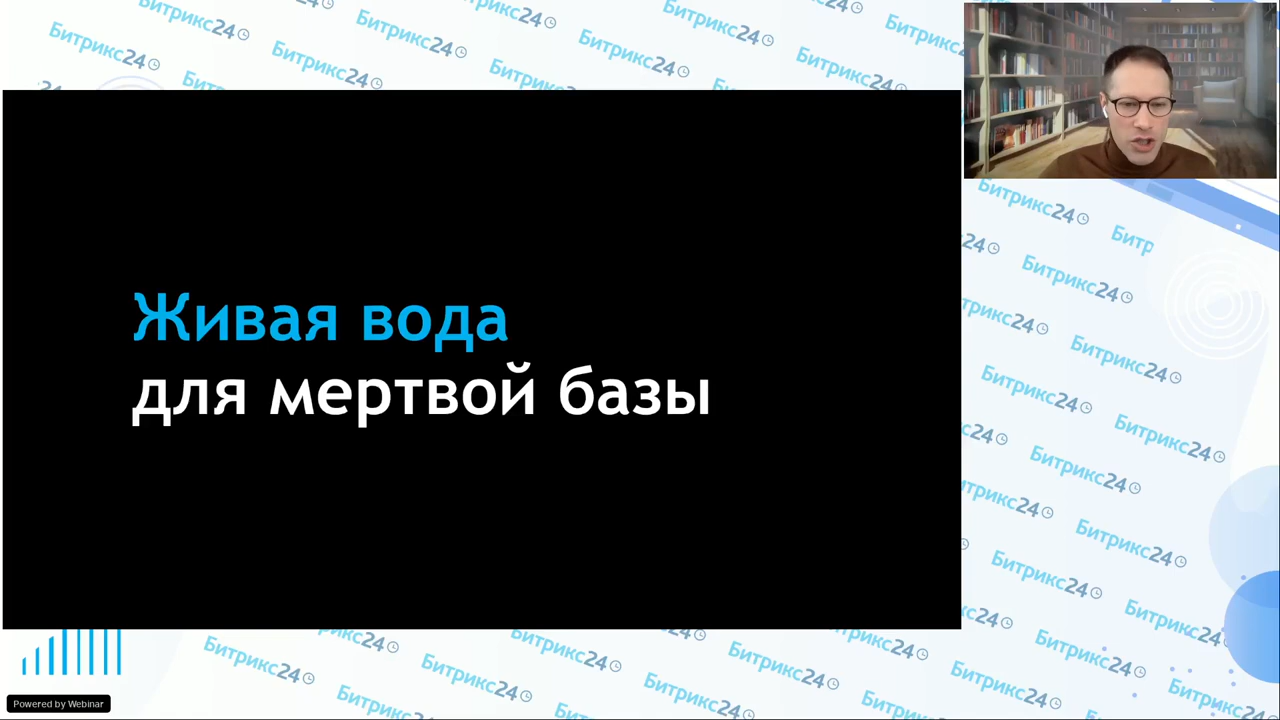 Битрикс24
Живая вода
для мертвой базы
Powered by Webinar